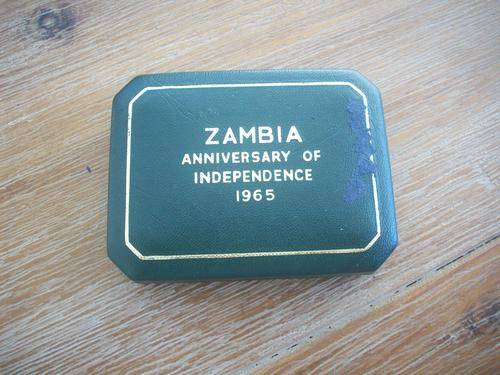 ZAMBIA
ANNIVERSARY OF
INDEPENDENCE
1965